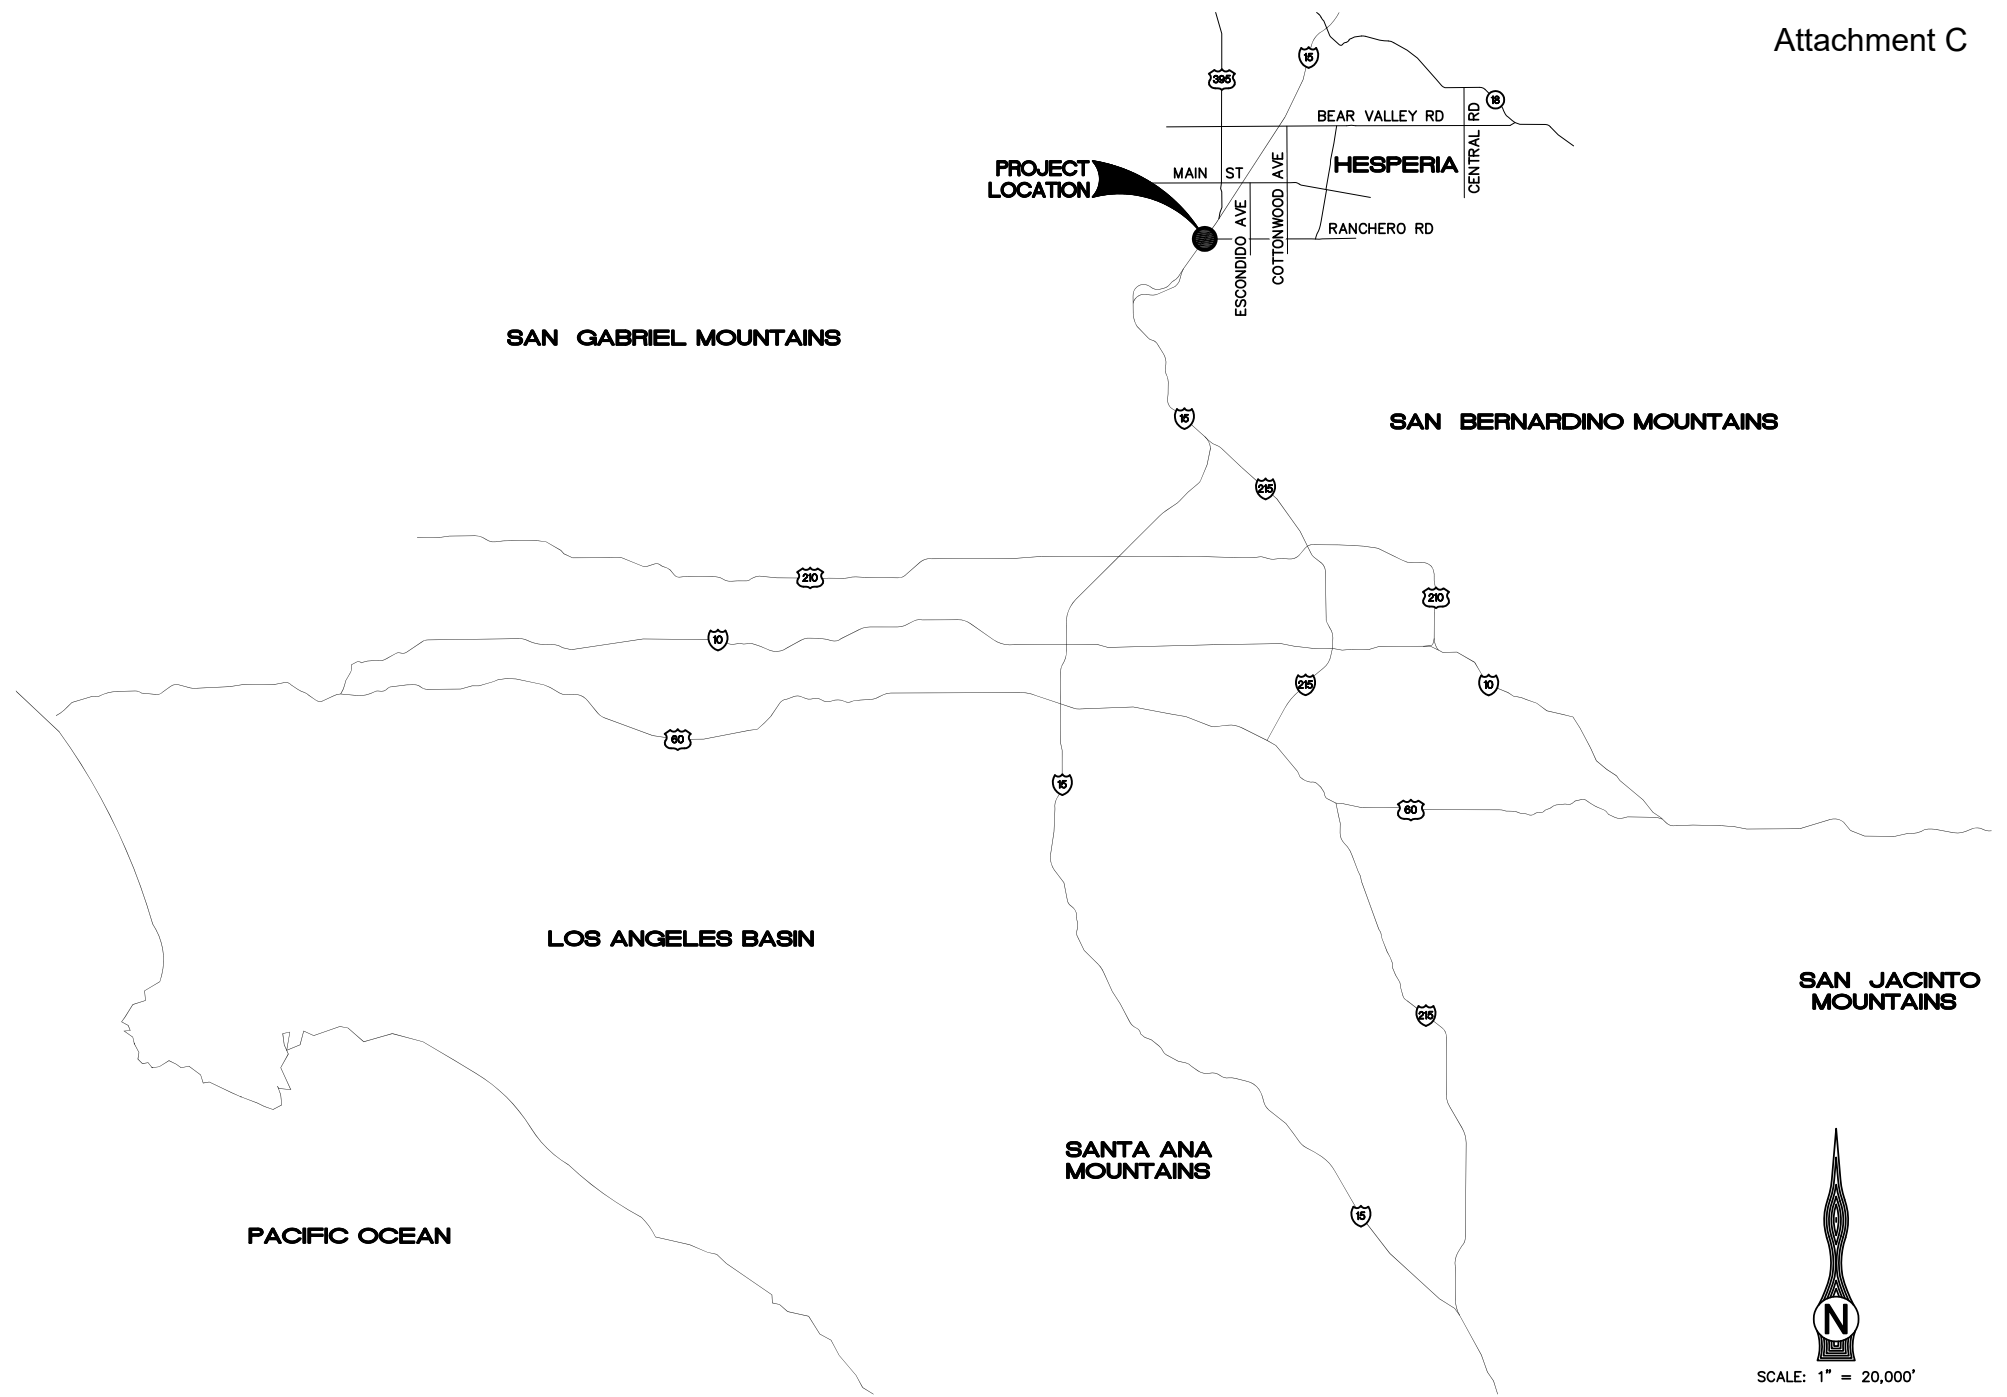 Attachment C
15
395
18
BEAR VALLEY RD
CENTRAL RD
HESPERIA
PROJECT
LOCATION
MAIN ST
COTTONWOOD AVE
ESCONDIDO AVE
RANCHERO RD
SAN GABRIEL MOUNTAINS
15
SAN BERNARDINO MOUNTAINS
215
210
210
10
215
10
60
15
60
LOS ANGELES BASIN
SAN JACINTO
MOUNTAINS
215
SANTA ANA
MOUNTAINS
15
PACIFIC OCEAN
N
SCALE: 1" = 20,000'